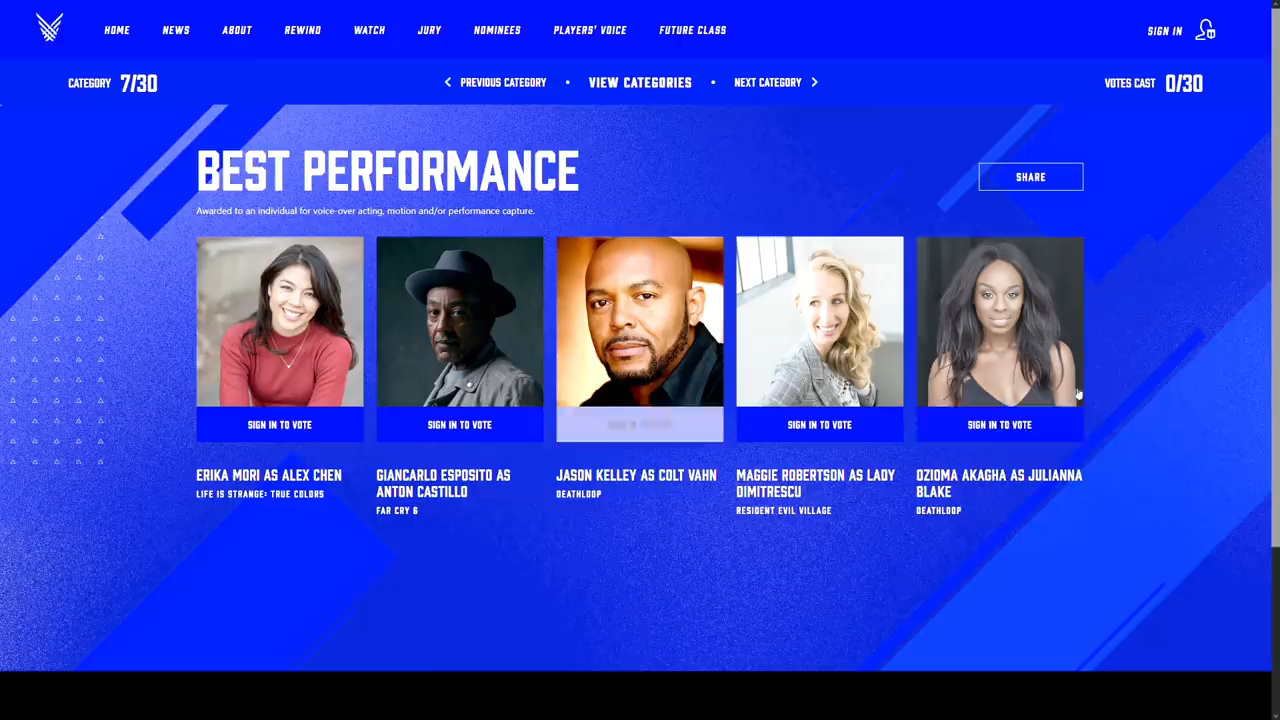 HOME NEWS ABOUT REWIND WATCH JURY NOMINEES PLAYERS' VOICE FUTURE CLASS SIGN IN
CATEGORY 7/30 PREVIOUS CATEGORY • VIEW CATEGORIES • NEXT CATEGORY VOTES CAST 0/30
BEST PERFORMANCE
SHARE
Awarded to an individual for voice-over acting, motion and/or performance capture.
SIGN IN TO VOTE
SIGN IN TO VOTE
SIGN IN TO VOTE
SIGN IN TO VOTE
ERIKA MORI AS ALEX CHEN
LIFE IS STRANGE: TRUE COLORS
GIANCARLO ESPOSITO AS
ANTON CASTILLO
FAR CRY 6
JASON KELLEY AS COLT VAHN
DEATHLOOP
MAGGIE ROBERTSON AS LADY
DIMITRESCU
RESIDENT EVIL VILLAGE
OZIOMA AKAGHA AS JULIANNA
BLAKE
DEATHLOOP